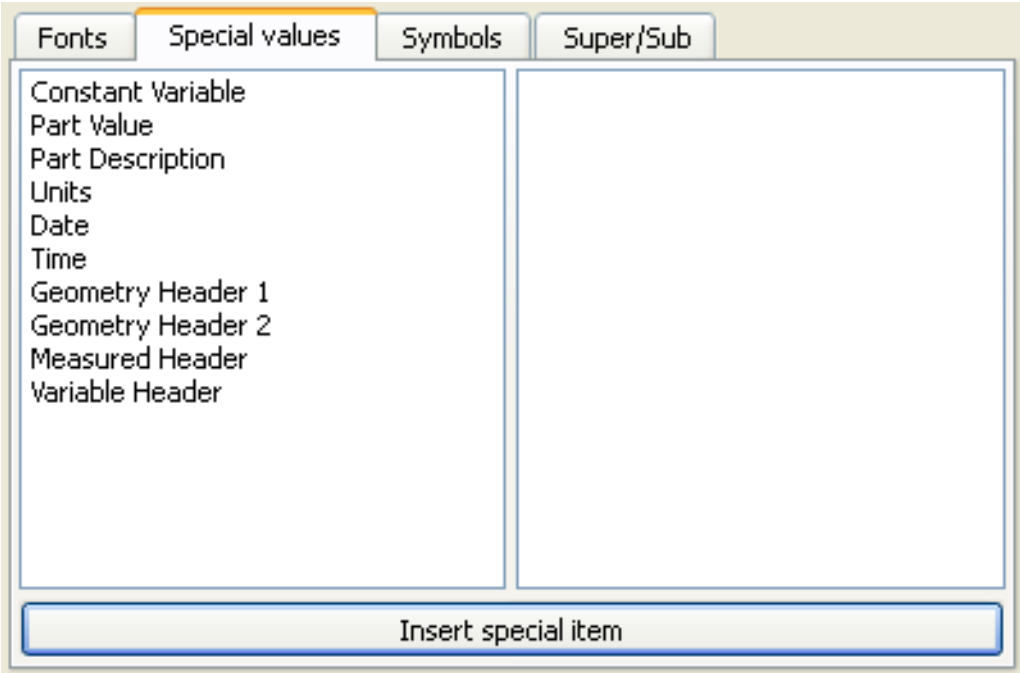 Fonts Special values Symbols Super/Sub
Constant Variable
Part Value
Part Description
Units
Date
Time
Geometry Header 1
Geometry Header 2
Measured Header
Variable Header
Insert special item